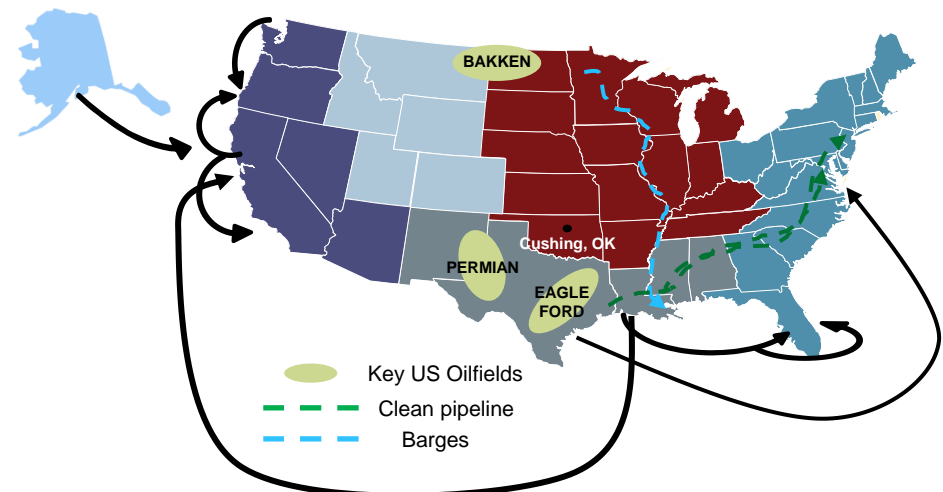 BAKKEN
Cushing, OK
PERMIAN
EAGLE
FORD
Key US Oilfields
Clean pipeline
Barges